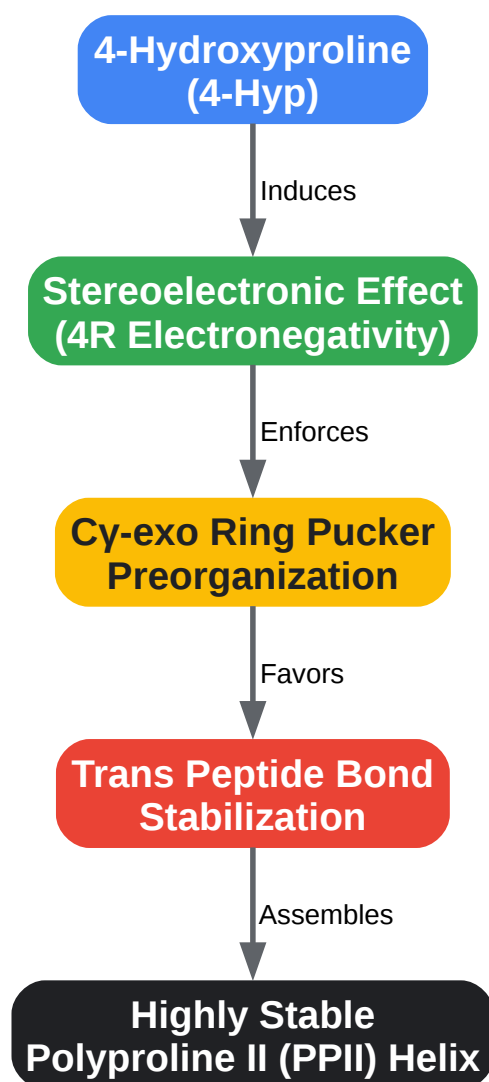 4-Hydroxyproline
(4-Hyp)
Induces
Stereoelectronic Effect
(4R Electronegativity)
Enforces
Cγ-exo Ring Pucker
Preorganization
Favors
Trans Peptide Bond
Stabilization
Assembles
Highly Stable
Polyproline II (PPII) Helix